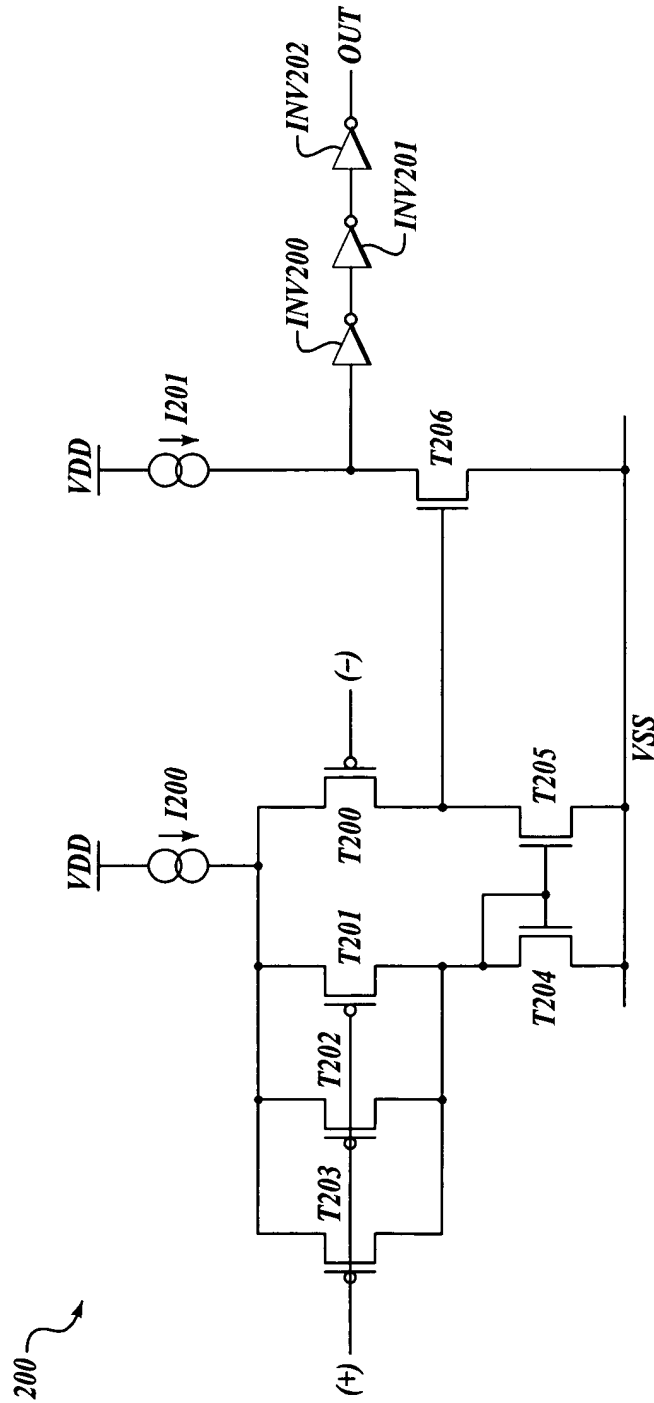 200
VDD
I200
VDD
I201
(+)
T203
T202
T201
T200
(-)
T204
T205
T206
VSS
INV200
INV201
INV202
OUT